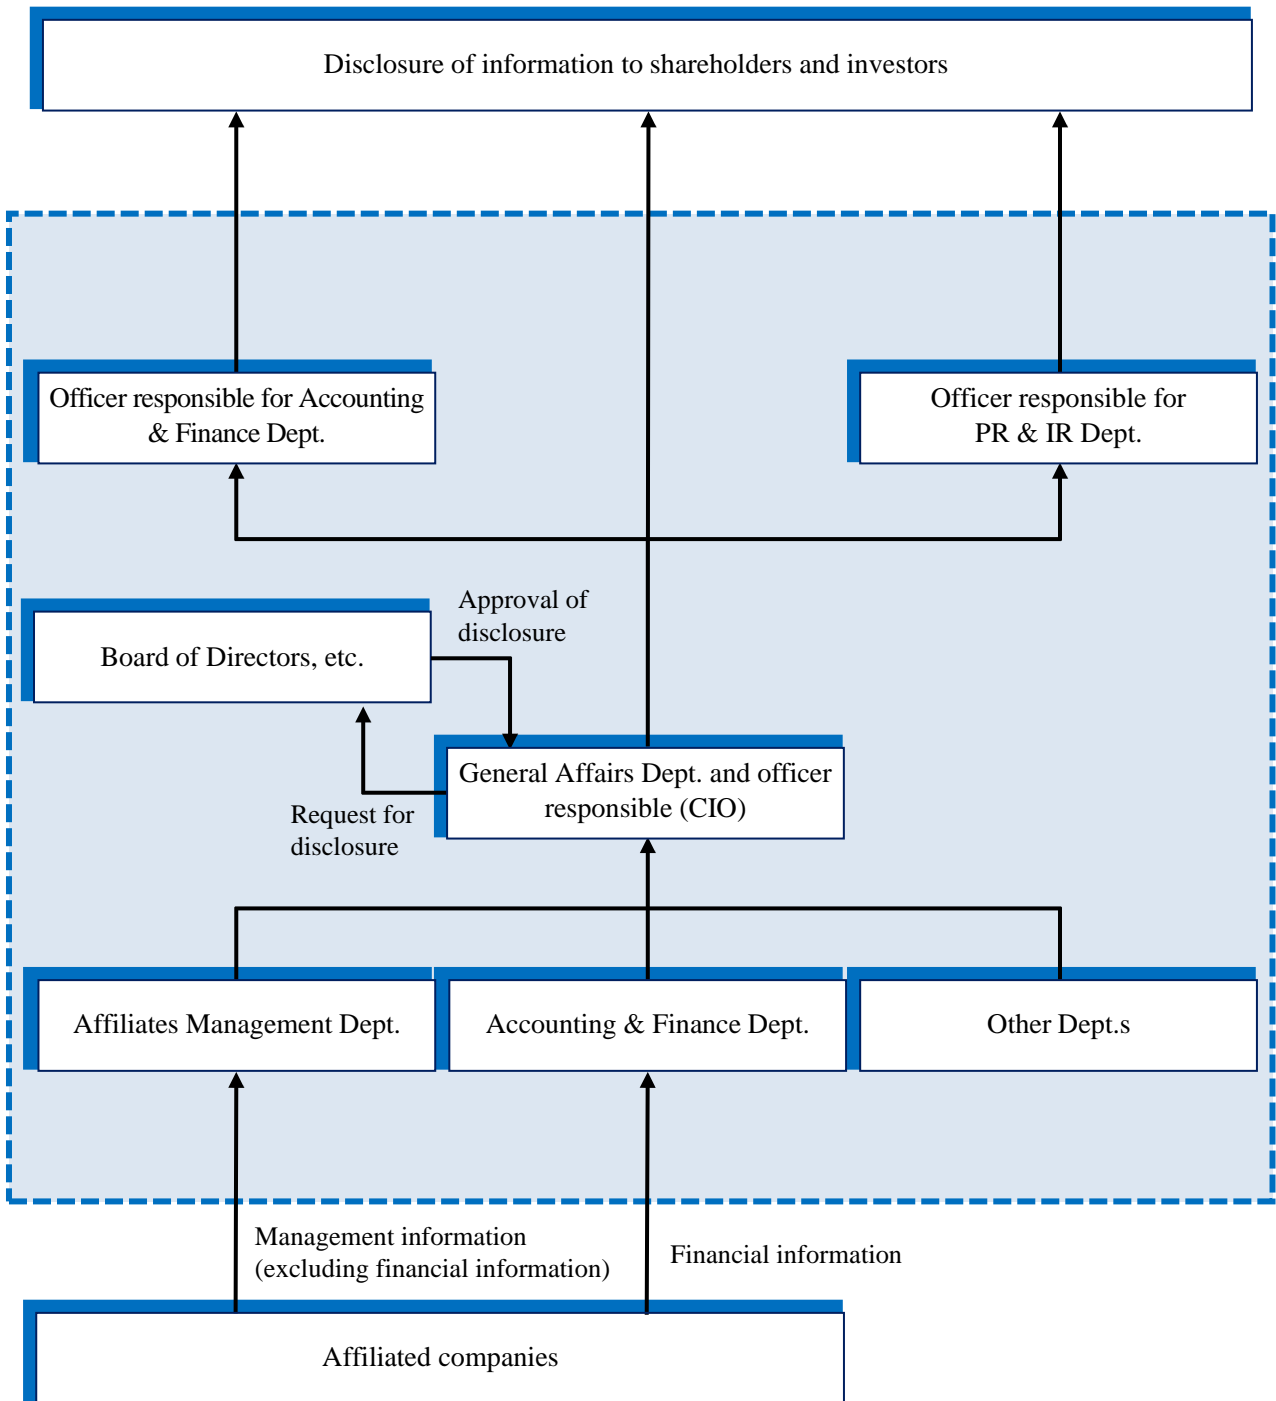 Disclosure of information to shareholders and investors
Officer responsible for Accounting
& Finance Dept.
Officer responsible for
PR & IR Dept.
Approval of
disclosure
Board of Directors, etc.
General Affairs Dept. and officer
responsible (CIO)
Request for
disclosure
Affiliates Management Dept.
Accounting & Finance Dept.
Other Dept.s
Management information
(excluding financial information)
Financial information
Affiliated companies